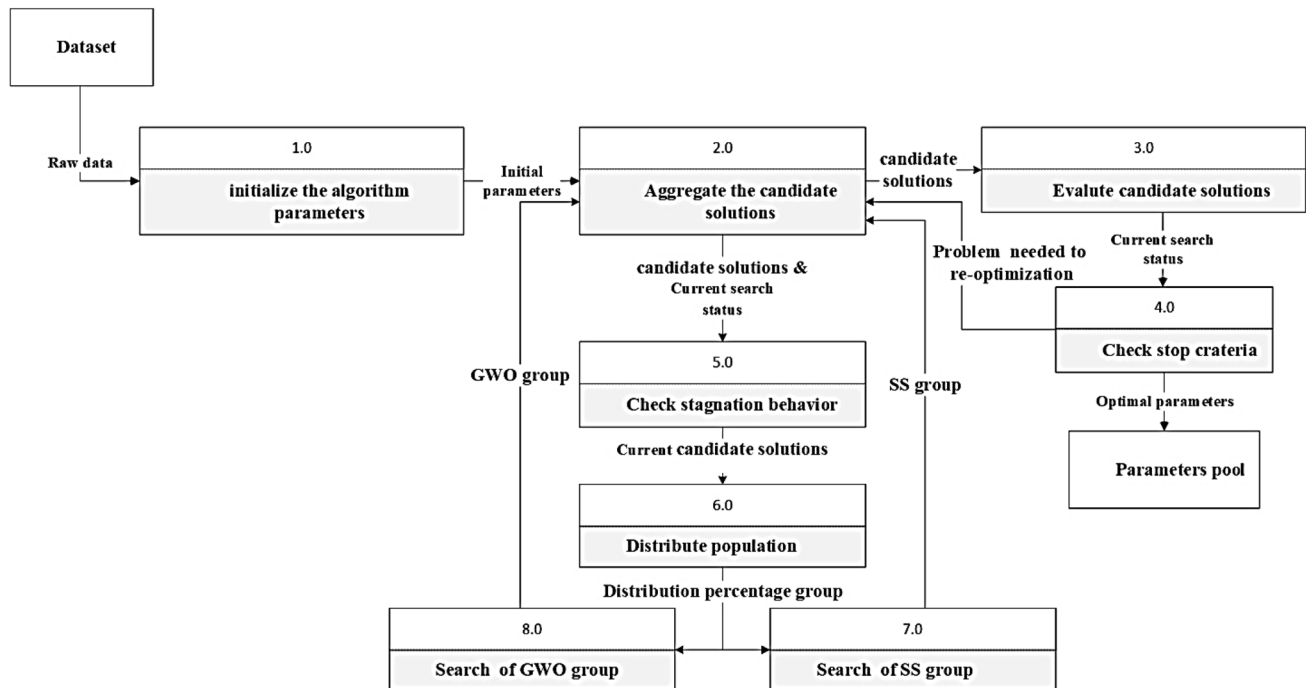 Dataset
Raw data
1.0
initialize the algorithm
parameters
Initial
parameters
2.0
Aggregate the candidate
solutions
candidate
solutions
3.0
Evalute candidate solutions
Current search
status
Problem needed to
re-optimization
4.0
Check stop crateria
Optimal parameters
Parameters pool
candidate solutions &
Current search
status
5.0
Check stagnation behavior
Current candidate solutions
6.0
Distribute population
Distribution percentage group
GWO group
SS group
8.0
Search of GWO group
7.0
Search of SS group